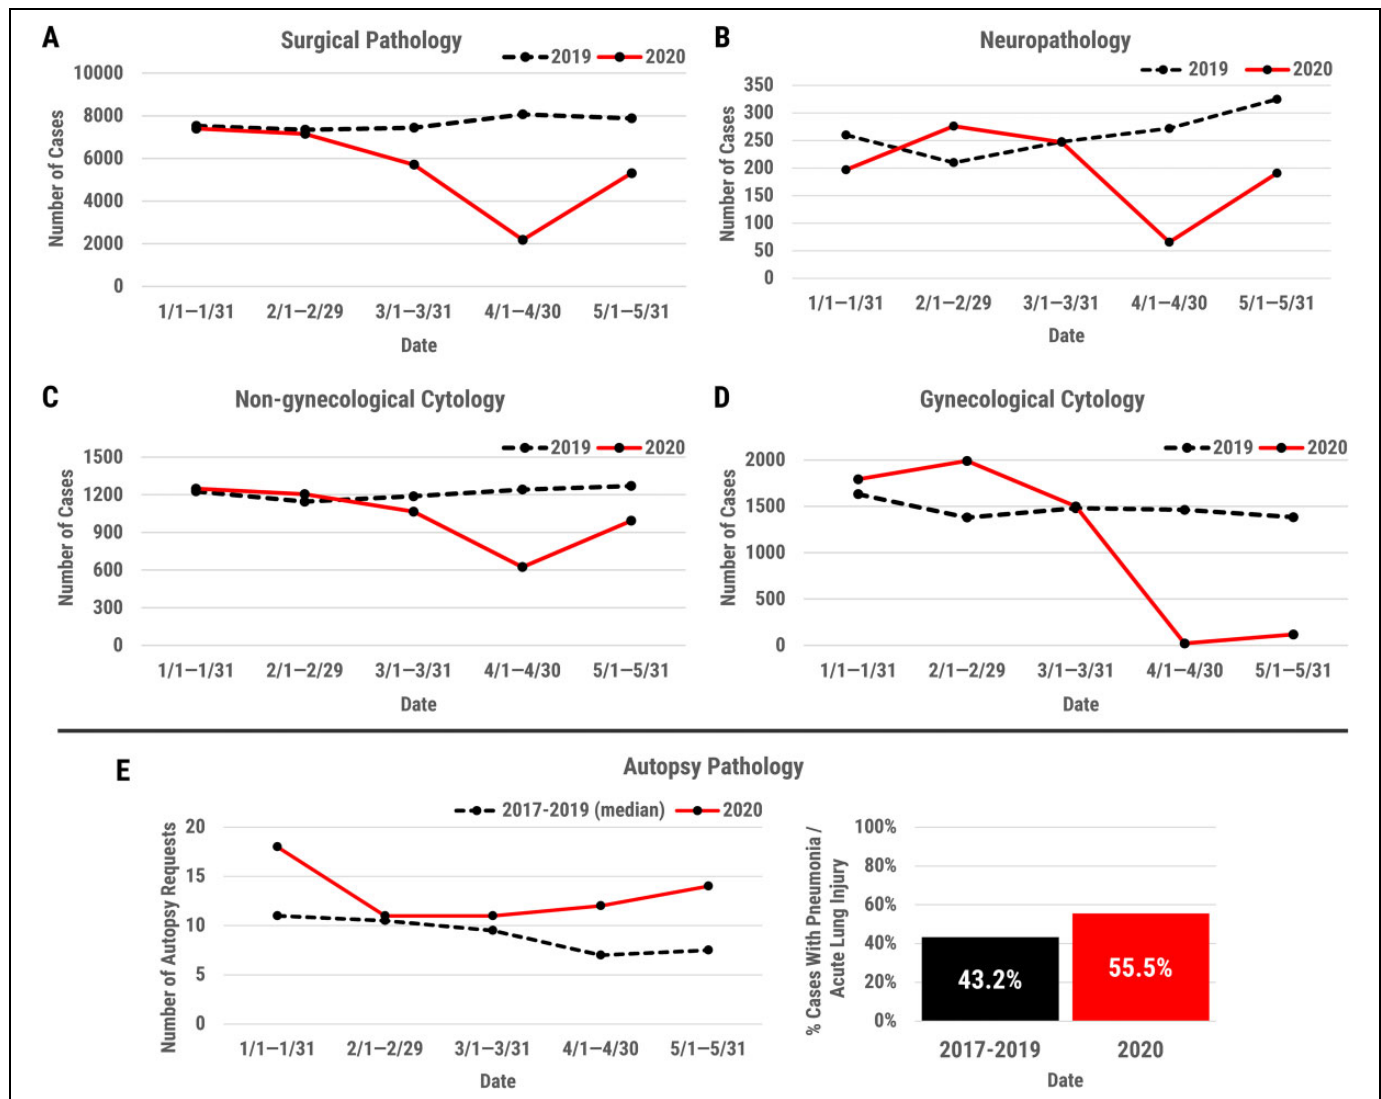 A
Surgical Pathology
2019 2020
10000
8000
6000
4000
2000
0
Number of Cases
1/1–1/31 2/1–2/29 3/1–3/31 4/1–4/30 5/1–5/31
Date
B
Neuropathology
2019 2020
350
300
250
200
150
100
50
0
Number of Cases
1/1–1/31 2/1–2/29 3/1–3/31 4/1–4/30 5/1–5/31
Date
C
Non-gynecological Cytology
2019 2020
1500
1200
900
600
300
0
Number of Cases
1/1–1/31 2/1–2/29 3/1–3/31 4/1–4/30 5/1–5/31
Date
D
Gynecological Cytology
2019 2020
2000
1500
1000
500
0
Number of Cases
1/1–1/31 2/1–2/29 3/1–3/31 4/1–4/30 5/1–5/31
Date
E
Autopsy Pathology
2017-2019 (median) 2020
20
15
10
5
0
Number of Autopsy Requests
1/1–1/31 2/1–2/29 3/1–3/31 4/1–4/30 5/1–5/31
Date
% Cases With Pneumonia /
Acute Lung Injury
100%
80%
60%
40%
20%
0%
43.2%
55.5%
2017-2019 2020
Date